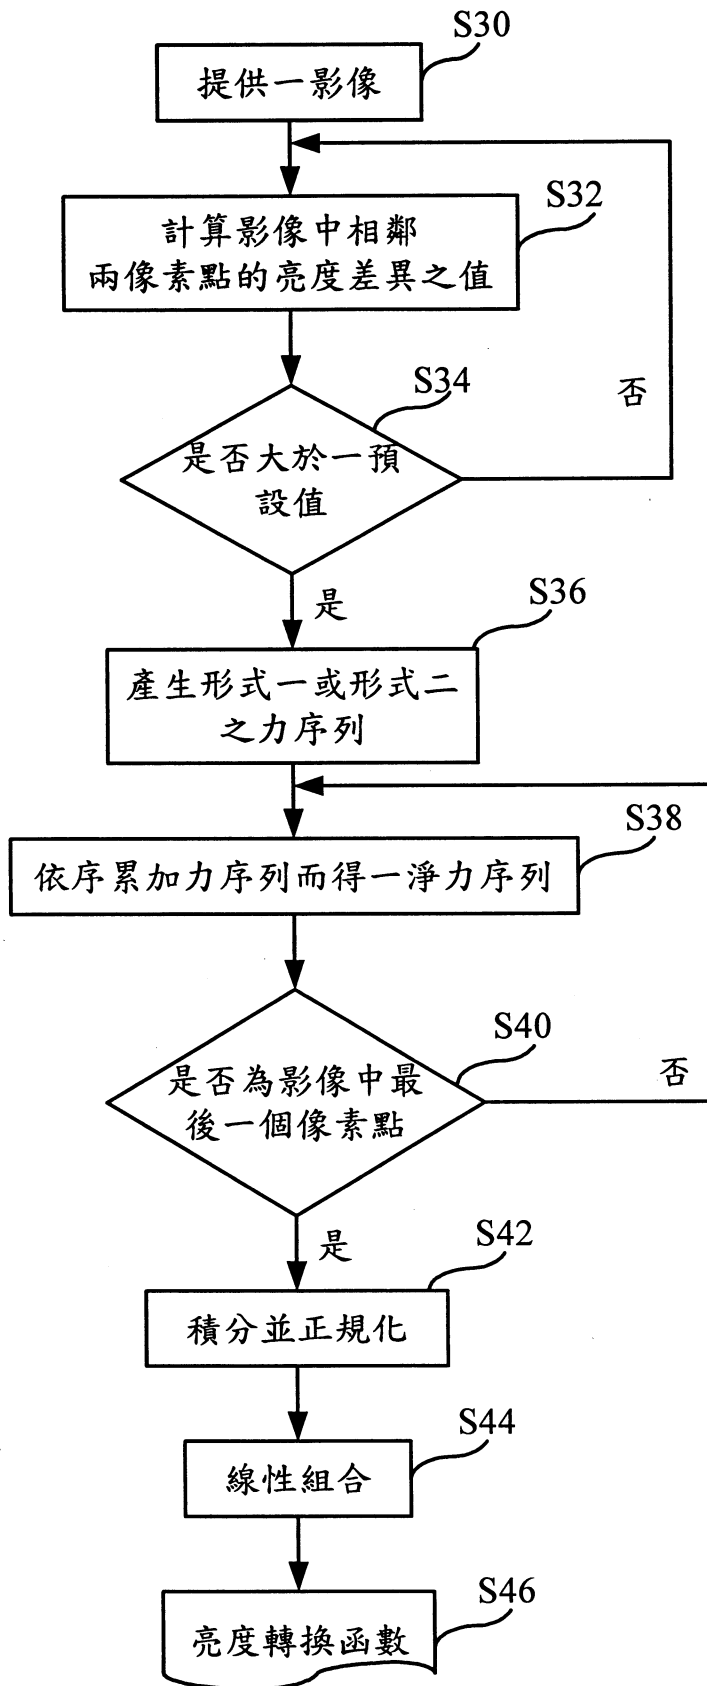 S30
提供一影像
S32
計算影像中相鄰
兩像素點的亮度差異之值
S34
否
是否大於一預
設值
是
S36
產生形式一或形式二
之力序列
S38
依序累加力序列而得一淨力序列
S40
否
是否為影像中最
後一個像素點
是
S42
積分並正規化
S44
線性組合
S46
亮度轉換函數